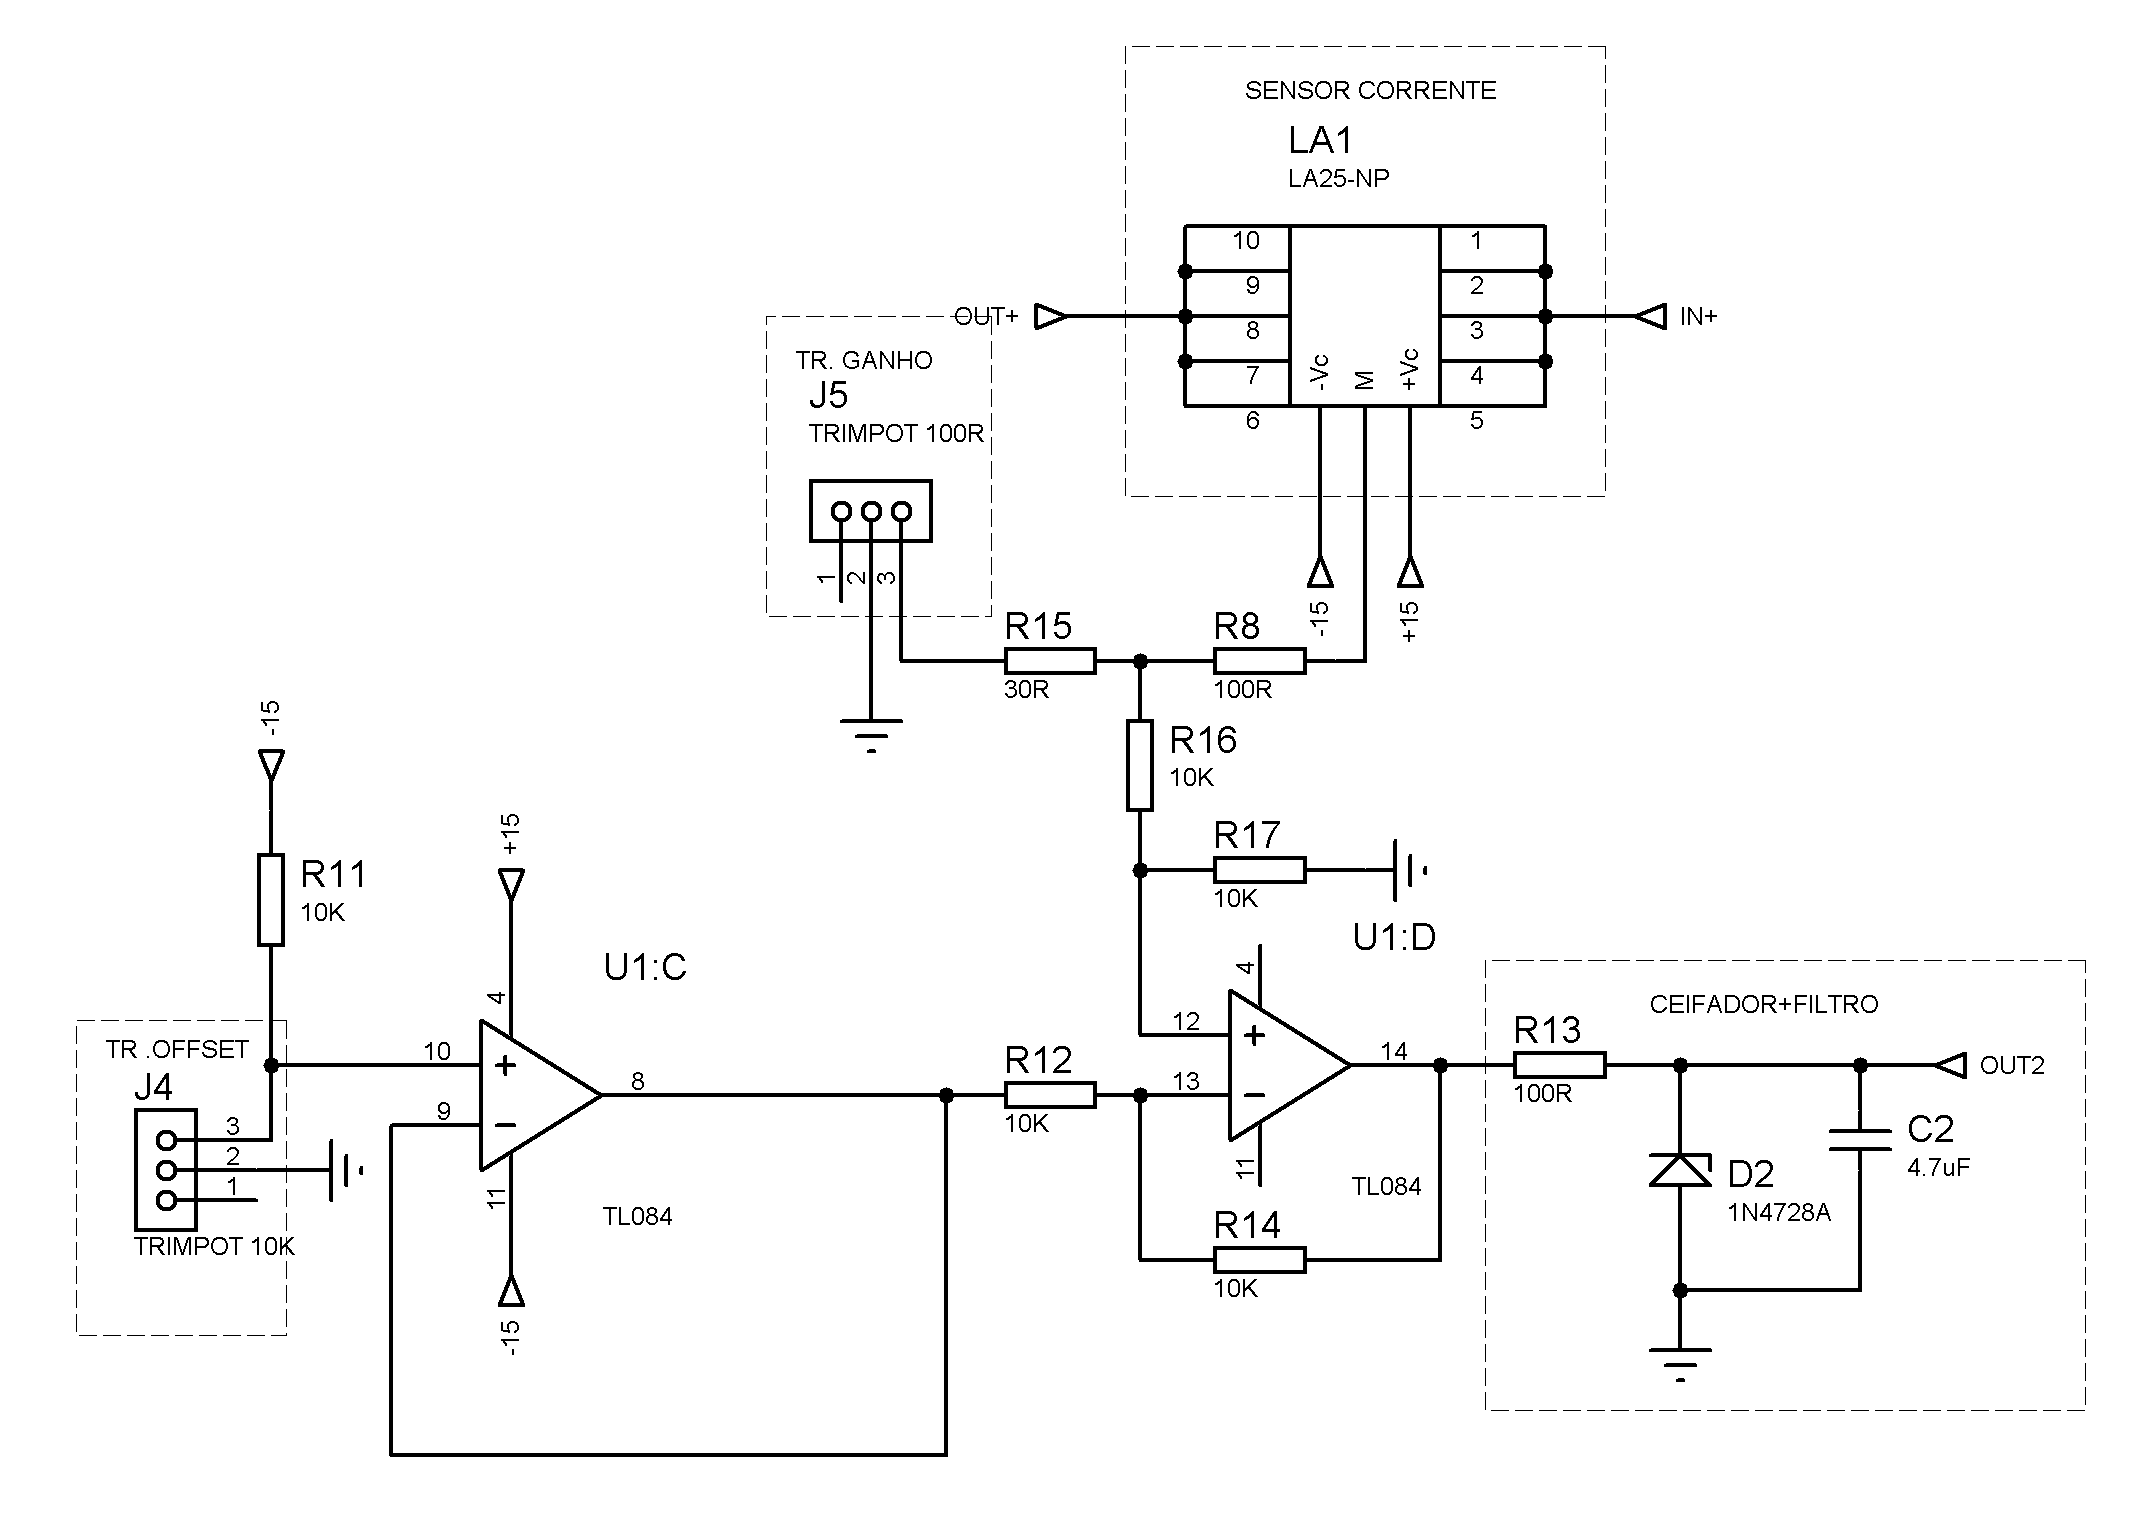 SENSOR CORRENTE
LA1
LA25-NP
10
1
9
2
8
3
7
4
6
5
-Vc
M
+Vc
OUT+
IN+
TR. GANHO
J5
TRIMPOT 100R
1
2
3
-15
+15
R15
30R
R8
100R
R16
10K
R17
10K
-15
R11
10K
+15
U1:C
4
10
8
9
11
TL084
-15
TR .OFFSET
J4
3
2
1
TRIMPOT 10K
U1:D
4
12
14
13
11
TL084
R12
10K
R14
10K
CEIFADOR+FILTRO
R13
100R
OUT2
D2
1N4728A
C2
4.7uF